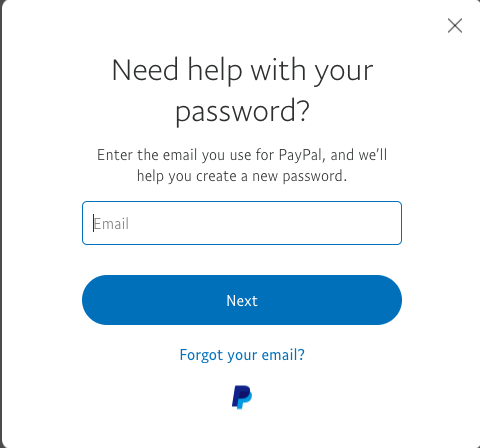 Need help with your
password?
Enter the email you use for PayPal, and we’ll
help you create a new password.
Email
Next
Forgot your email?